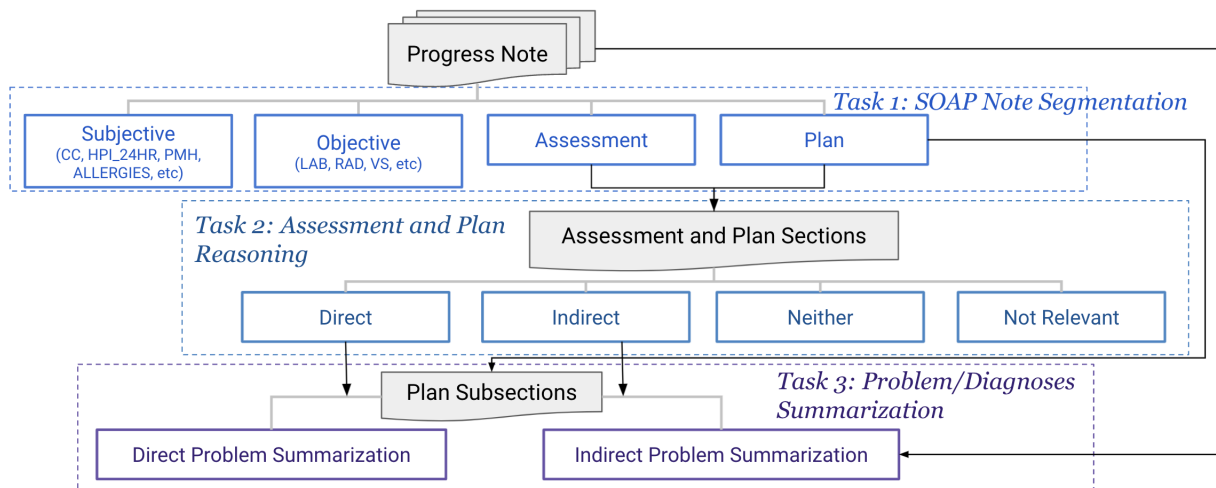 Progress Note
Task 1: SOAP Note Segmentation
Subjective
(CC, HPI_24HR, PMH,
ALLERGIES, etc)
Objective
(LAB, RAD, VS, etc)
Assessment
Plan
Task 2: Assessment and Plan
Reasoning
Assessment and Plan Sections
Direct
Indirect
Neither
Not Relevant
Plan Subsections
Task 3: Problem/Diagnoses
Summarization
Direct Problem Summarization
Indirect Problem Summarization